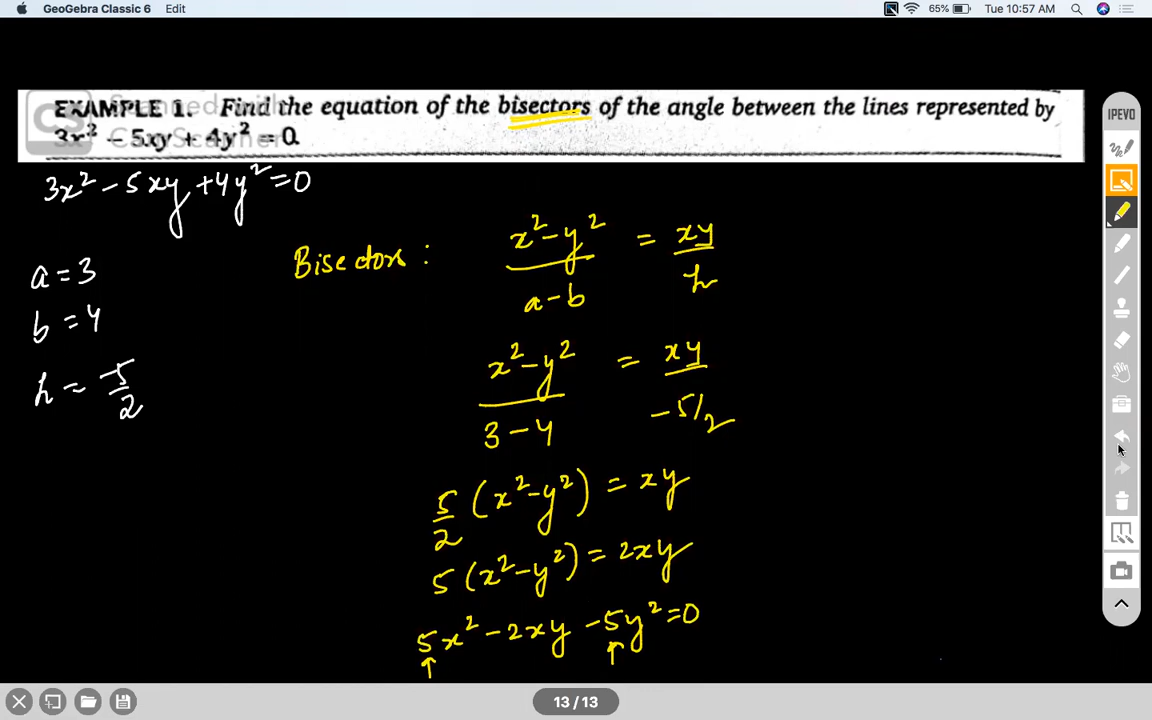 GeoGebra Classic 6 Edit 65% Tue 10:57 AM
EXAMPLE 1. Find the equation of the bisectors of the angle between the lines represented by
3x² – 5xy + 4y² = 0.
3x² – 5xy + 4y² = 0
Bisectors : x² – y² / a – b = xy / h
a = 3
b = 4
h = –5/2
x² – y² / 3 – 4 = xy / –5/2
5/2 (x² – y²) = xy
5 (x² – y²) = 2xy
5x² – 2xy – 5y² = 0
IPEVO
13 / 13